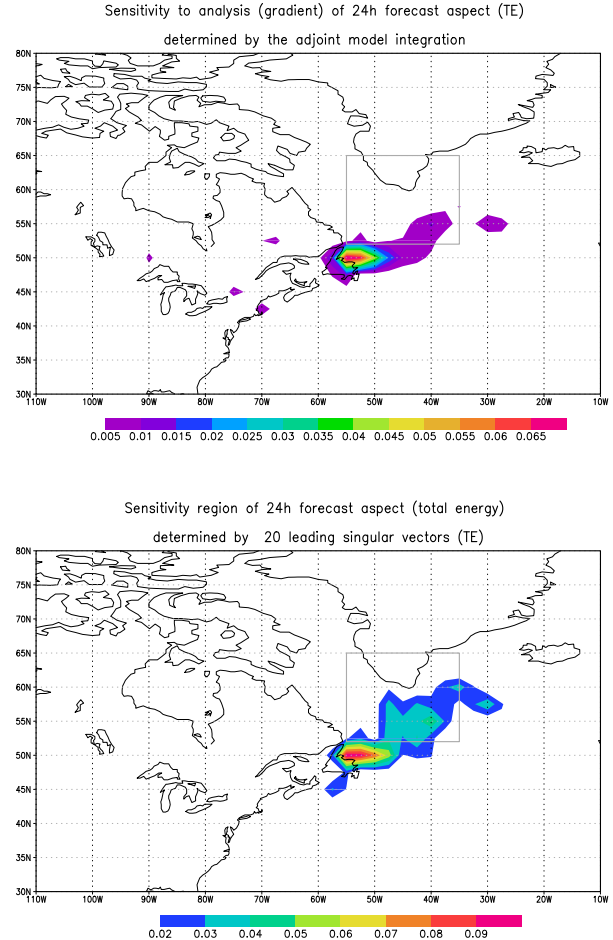 Sensitivity to analysis (gradient) of 24h forecast aspect (TE)
determined by the adjoint model integration
80N
75N
70N
65N
60N
55N
50N
45N
40N
35N
30N
110W 100W 90W 80W 70W 60W 50W 40W 30W 20W 10W
0.005 0.01 0.015 0.02 0.025 0.03 0.035 0.04 0.045 0.05 0.055 0.06 0.065
Sensitivity region of 24h forecast aspect (total energy)
determined by 20 leading singular vectors (TE)
80N
75N
70N
65N
60N
55N
50N
45N
40N
35N
30N
110W 100W 90W 80W 70W 60W 50W 40W 30W 20W 10W
0.02 0.03 0.04 0.05 0.06 0.07 0.08 0.09